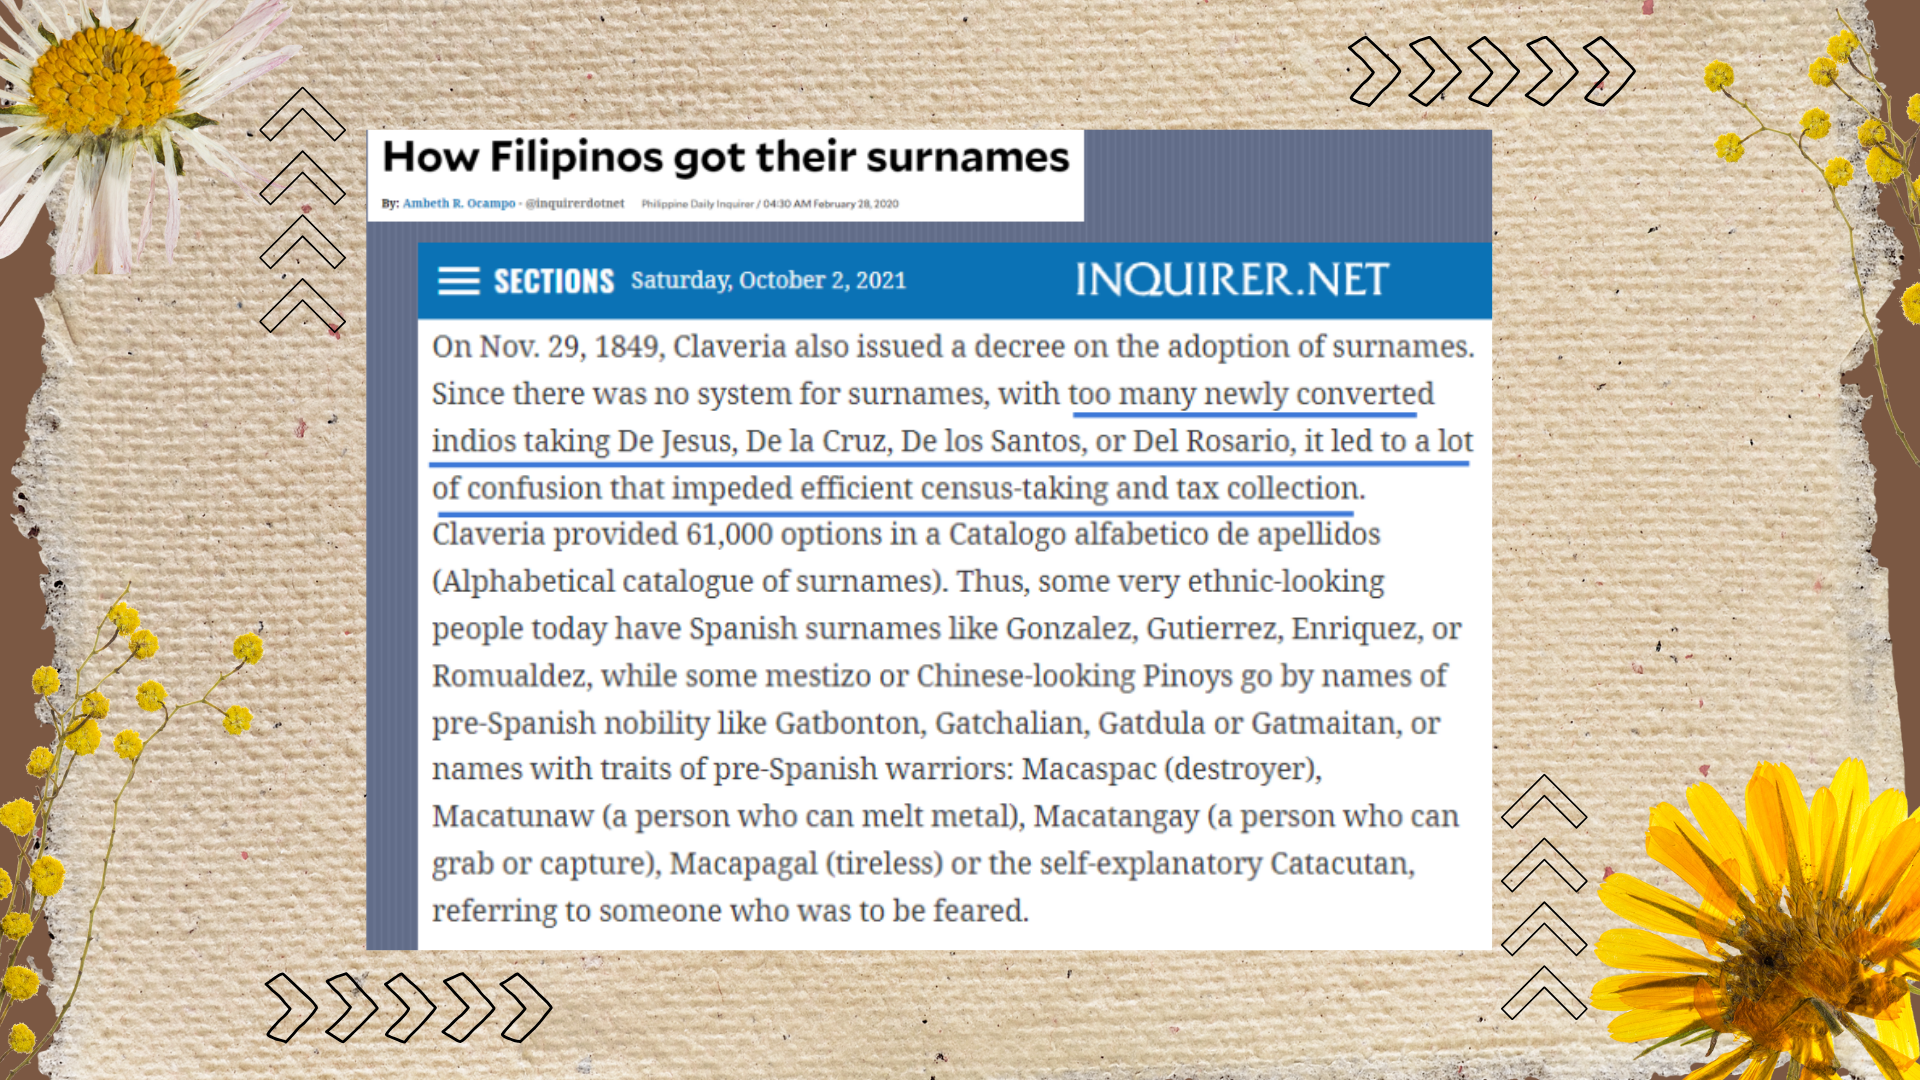 How Filipinos got their surnames
By: Ambeth R. Ocampo - @inquirerdotnet Philippine Daily Inquirer / 04:30 AM February 28, 2020
SECTIONS Saturday, October 2, 2021 INQUIRER.NET
On Nov. 29, 1849, Claveria also issued a decree on the adoption of surnames.
Since there was no system for surnames, with too many newly converted
indios taking De Jesus, De la Cruz, De los Santos, or Del Rosario, it led to a lot
of confusion that impeded efficient census-taking and tax collection.
Claveria provided 61,000 options in a Catalogo alfabetico de apellidos
(Alphabetical catalogue of surnames). Thus, some very ethnic-looking
people today have Spanish surnames like Gonzalez, Gutierrez, Enriquez, or
Romualdez, while some mestizo or Chinese-looking Pinoys go by names of
pre-Spanish nobility like Gatbonton, Gatchalian, Gatdula or Gatmaitan, or
names with traits of pre-Spanish warriors: Macaspac (destroyer),
Macatunaw (a person who can melt metal), Macatangay (a person who can
grab or capture), Macapagal (tireless) or the self-explanatory Catacutan,
referring to someone who was to be feared.